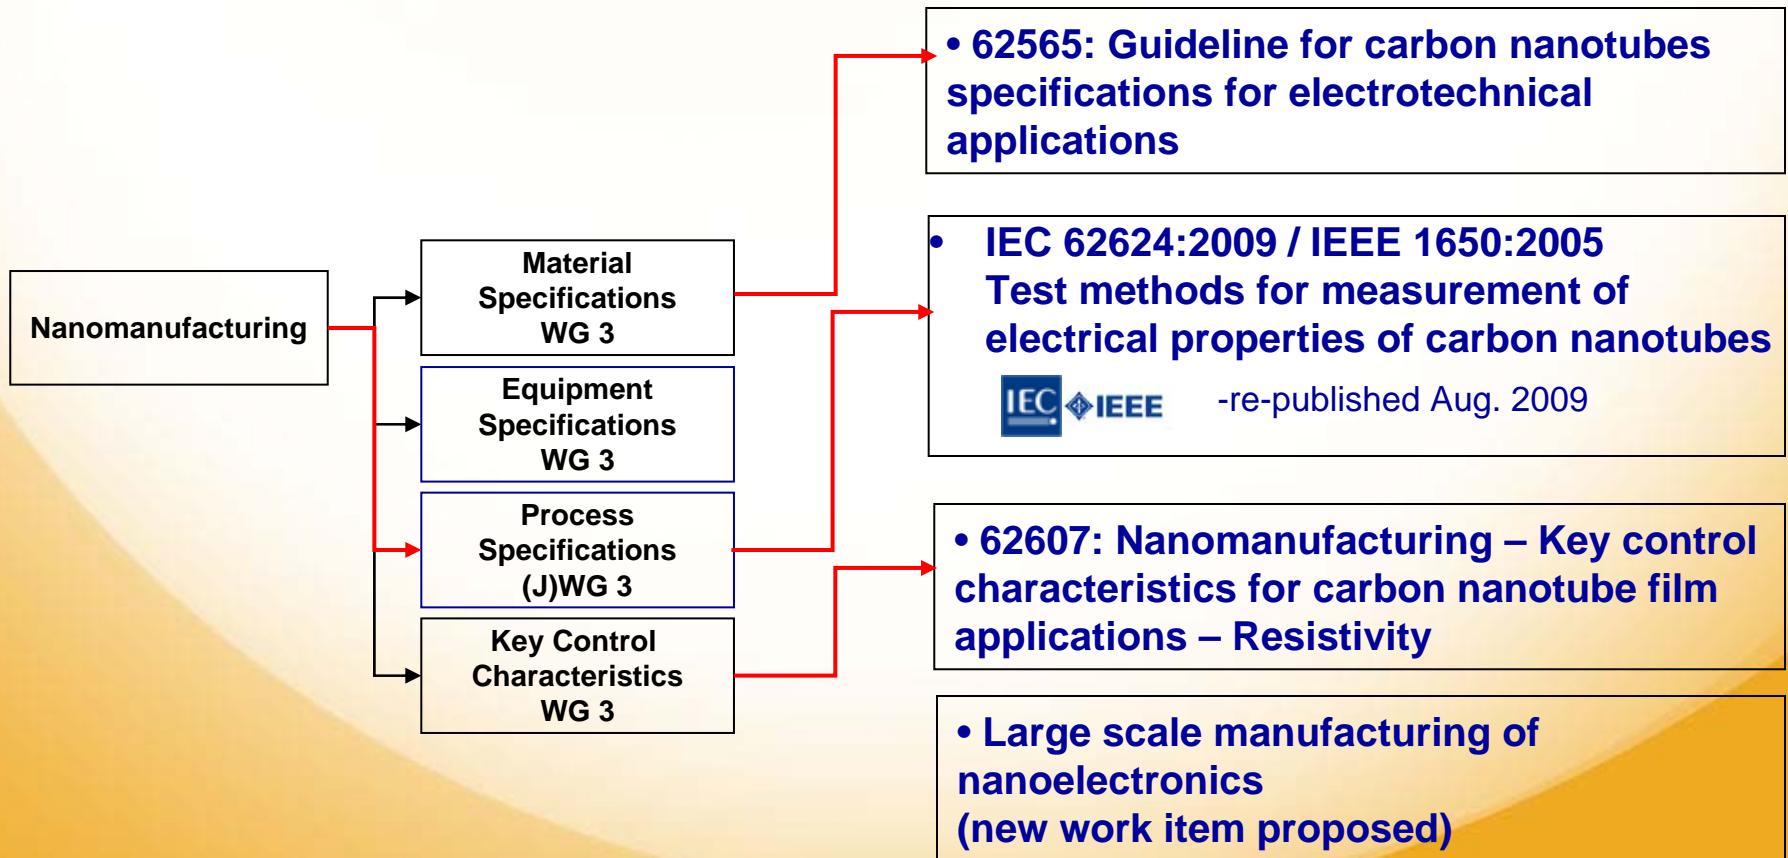 Nanomanufacturing
Material
Specifications
WG 3
Equipment
Specifications
WG 3
Process
Specifications
(J)WG 3
Key Control
Characteristics
WG 3
• 62565: Guideline for carbon nanotubes
specifications for electrotechnical
applications
• IEC 62624:2009 / IEEE 1650:2005
Test methods for measurement of
electrical properties of carbon nanotubes
IEC IEEE -re-published Aug. 2009
• 62607: Nanomanufacturing – Key control
characteristics for carbon nanotube film
applications – Resistivity
• Large scale manufacturing of
nanoelectronics
(new work item proposed)